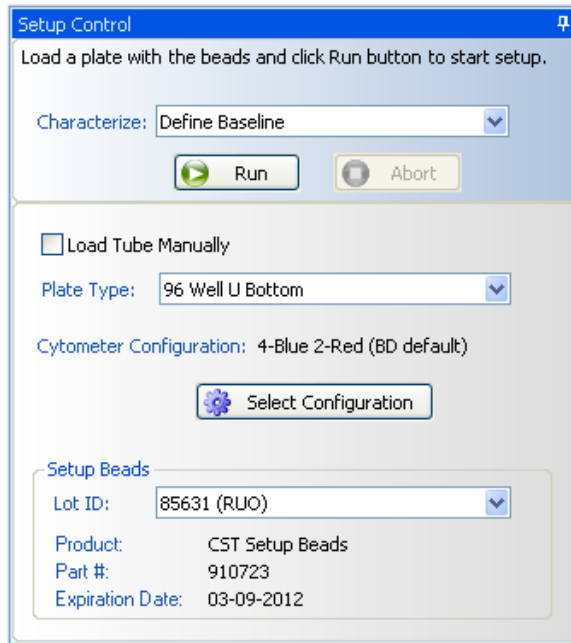 Setup Control
Load a plate with the beads and click Run button to start setup.
Characterize: Define Baseline
Run Abort
Load Tube Manually
Plate Type: 96 Well U Bottom
Cytometer Configuration: 4-Blue 2-Red (BD default)
Select Configuration
Setup Beads
Lot ID: 85631 (RUO)
Product: CST Setup Beads
Part #: 910723
Expiration Date: 03-09-2012